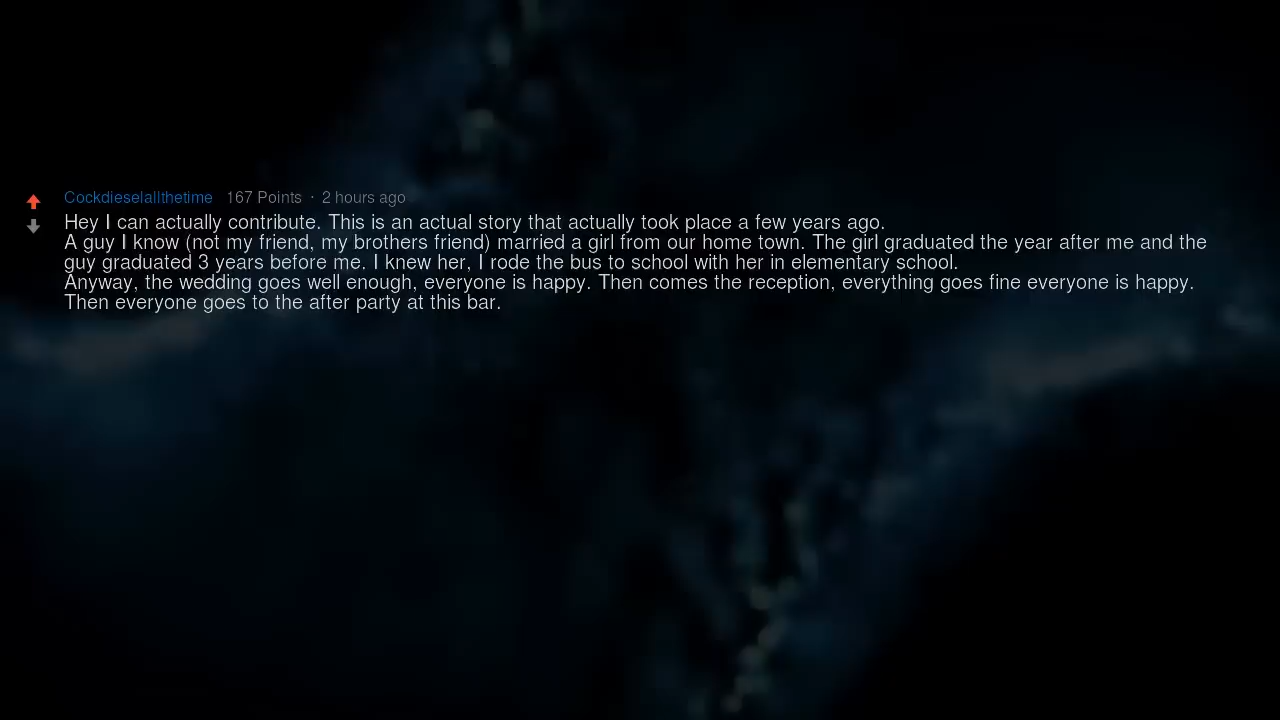 Cockdieselallthetime 167 Points · 2 hours ago
Hey I can actually contribute. This is an actual story that actually took place a few years ago.
A guy I know (not my friend, my brothers friend) married a girl from our home town. The girl graduated the year after me and the
guy graduated 3 years before me. I knew her, I rode the bus to school with her in elementary school.
Anyway, the wedding goes well enough, everyone is happy. Then comes the reception, everything goes fine everyone is happy.
Then everyone goes to the after party at this bar.